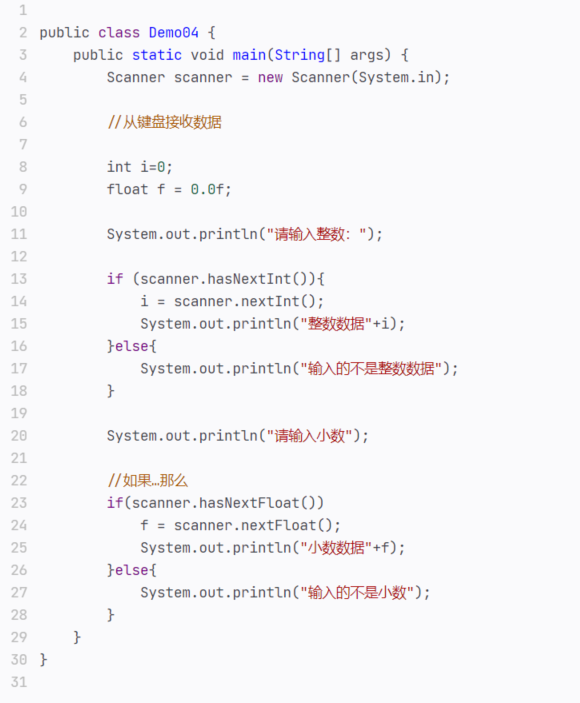 1
2 public class Demo04 {
3     public static void main(String[] args) {
4         Scanner scanner = new Scanner(System.in);
5
6         //从键盘接收数据
7
8         int i=0;
9         float f = 0.0f;
10
11         System.out.println("请输入整数：");
12
13         if (scanner.hasNextInt()){
14             i = scanner.nextInt();
15             System.out.println("整数数据"+i);
16         }else{
17             System.out.println("输入的不是整数数据");
18         }
19
20         System.out.println("请输入小数");
21
22         //如果…那么
23         if(scanner.hasNextFloat())
24             f = scanner.nextFloat();
25             System.out.println("小数数据"+f);
26         }else{
27             System.out.println("输入的不是小数");
28         }
29     }
30 }
31